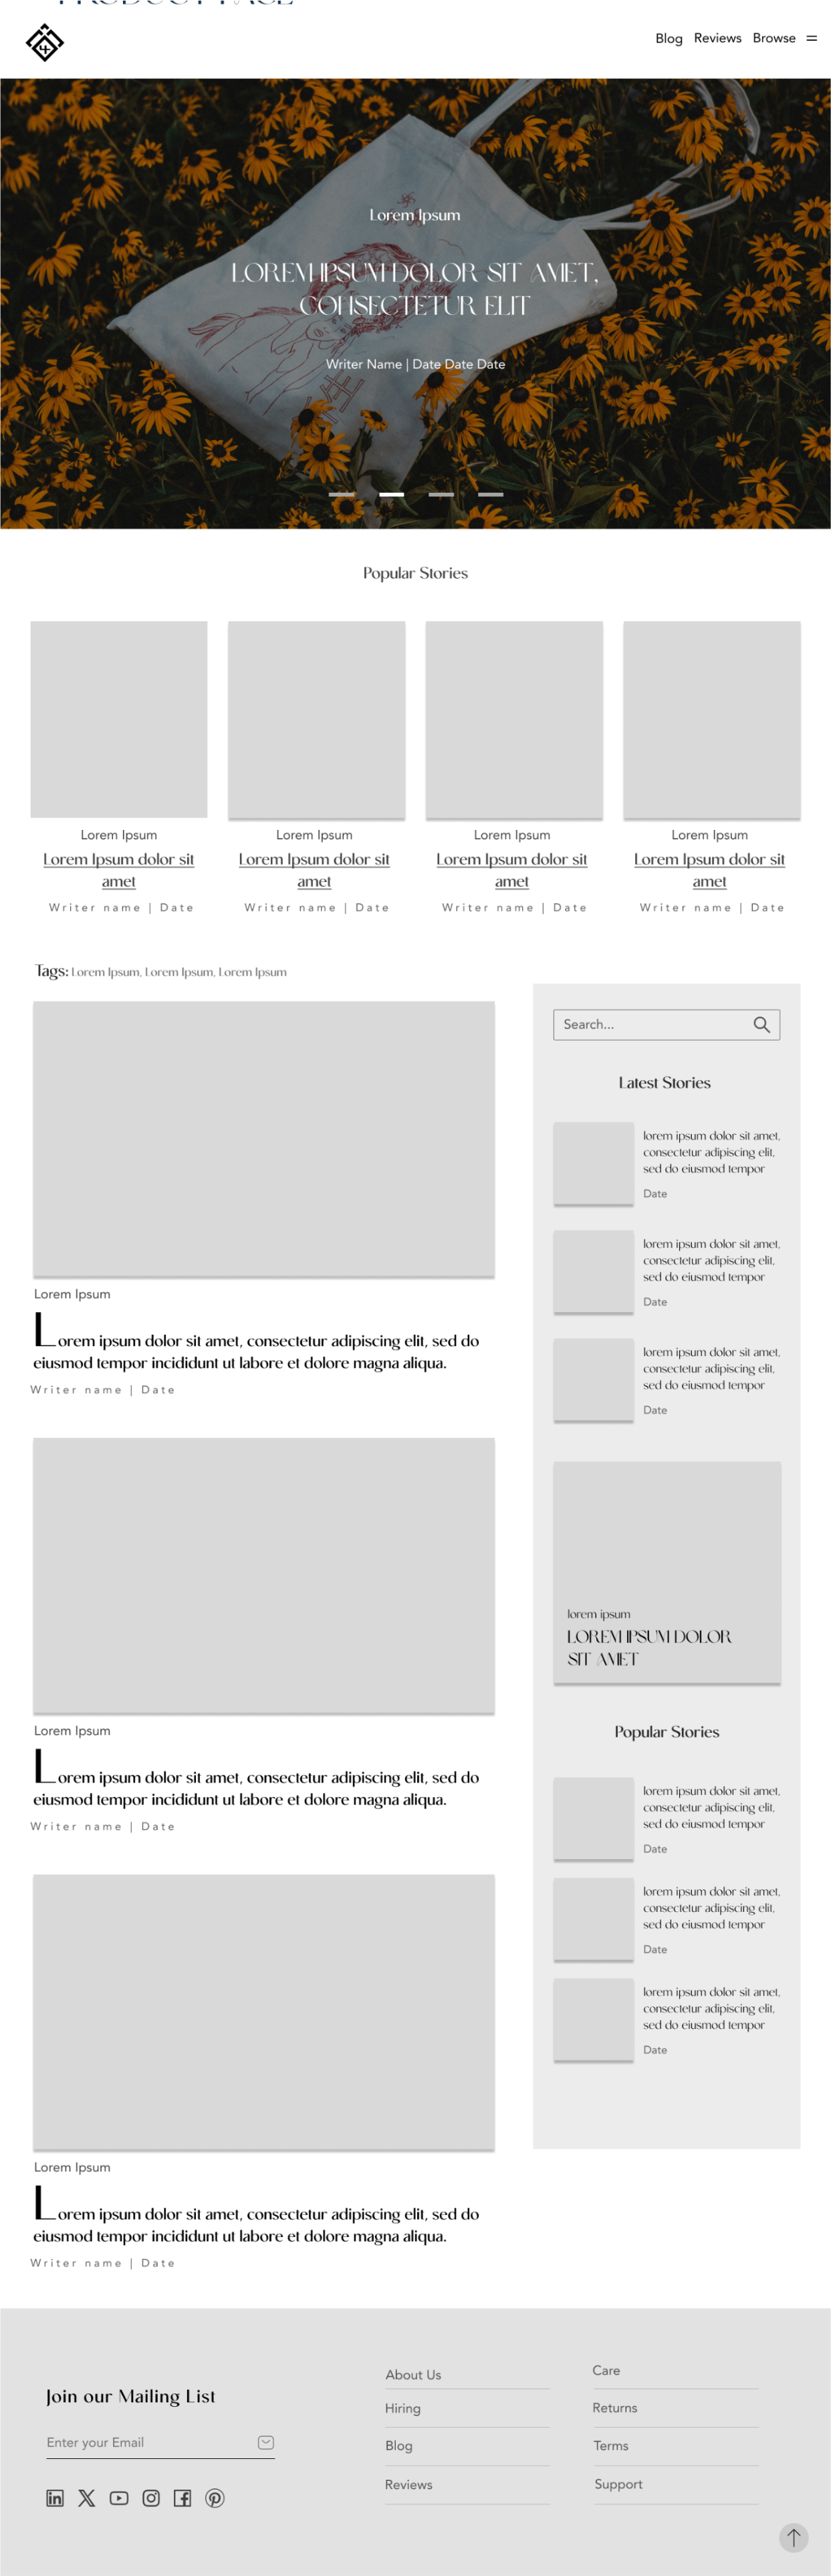 PRODUCT PAGE
Blog Reviews Browse
Lorem Ipsum
LOREM IPSUM DOLOR SIT AMET,
CONSECTETUR ELIT
Writer Name | Date Date Date
Popular Stories
Lorem Ipsum
Lorem Ipsum dolor sit
amet
Writer name | Date
Lorem Ipsum
Lorem Ipsum dolor sit
amet
Writer name | Date
Lorem Ipsum
Lorem Ipsum dolor sit
amet
Writer name | Date
Lorem Ipsum
Lorem Ipsum dolor sit
amet
Writer name | Date
Tags: Lorem Ipsum, Lorem Ipsum, Lorem Ipsum
Lorem Ipsum
Lorem ipsum dolor sit amet, consectetur adipiscing elit, sed do
eiusmod tempor incididunt ut labore et dolore magna aliqua.
Writer name | Date
Lorem Ipsum
Lorem ipsum dolor sit amet, consectetur adipiscing elit, sed do
eiusmod tempor incididunt ut labore et dolore magna aliqua.
Writer name | Date
Lorem Ipsum
Lorem ipsum dolor sit amet, consectetur adipiscing elit, sed do
eiusmod tempor incididunt ut labore et dolore magna aliqua.
Writer name | Date
Search...
Latest Stories
lorem ipsum dolor sit amet,
consectetur adipiscing elit,
sed do eiusmod tempor
Date
lorem ipsum dolor sit amet,
consectetur adipiscing elit,
sed do eiusmod tempor
Date
lorem ipsum dolor sit amet,
consectetur adipiscing elit,
sed do eiusmod tempor
Date
lorem ipsum
LOREM IPSUM DOLOR
SIT AMET
Popular Stories
lorem ipsum dolor sit amet,
consectetur adipiscing elit,
sed do eiusmod tempor
Date
lorem ipsum dolor sit amet,
consectetur adipiscing elit,
sed do eiusmod tempor
Date
lorem ipsum dolor sit amet,
consectetur adipiscing elit,
sed do eiusmod tempor
Date
Join our Mailing List
Enter your Email
About Us
Hiring
Blog
Reviews
Care
Returns
Terms
Support